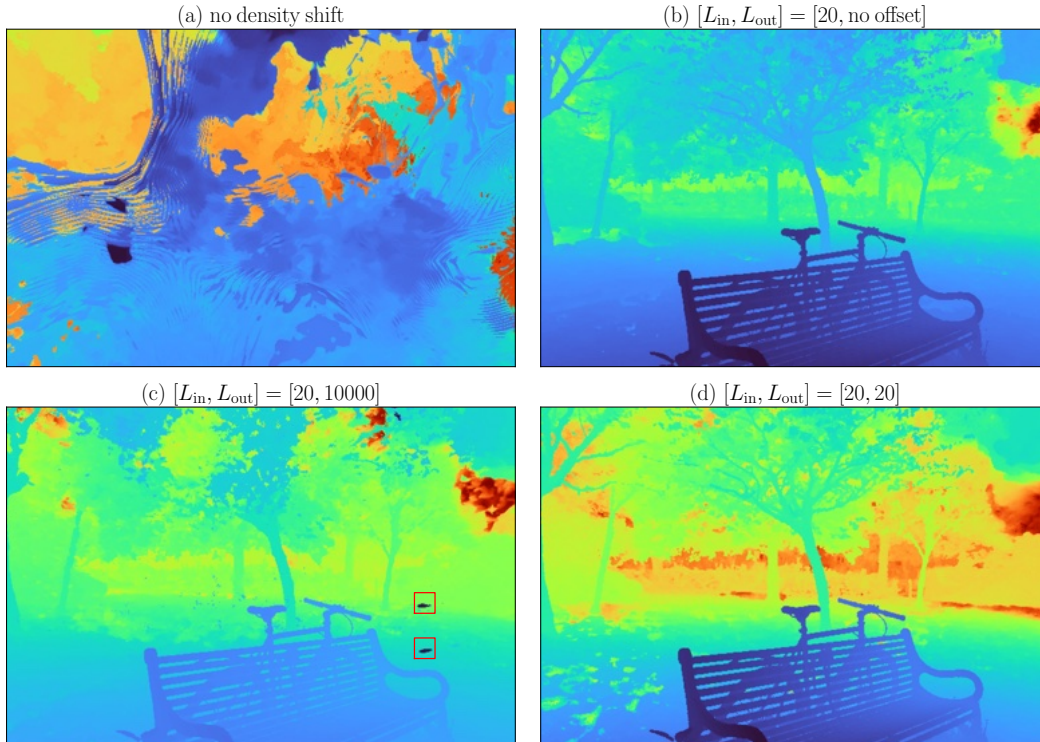 (a) no density shift
(b) [L_in, L_out] = [20, no offset]
(c) [L_in, L_out] = [20, 10000]
(d) [L_in, L_out] = [20, 20]